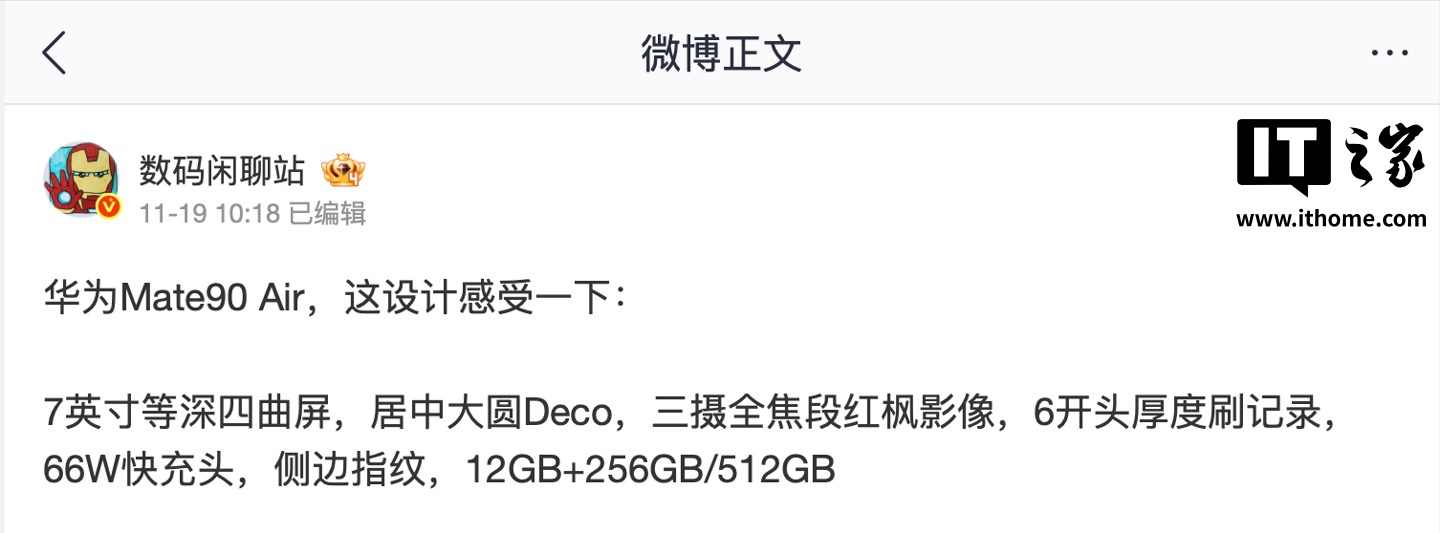 微博正文
IT之家
www.ithome.com
数码闲聊站
4
11-19 10:18 已编辑
华为Mate90 Air，这设计感受一下：
7英寸等深四曲屏，居中大圆Deco，三摄全焦段红枫影像，6开头厚度刷记录，
66W快充头，侧边指纹，12GB+256GB/512GB